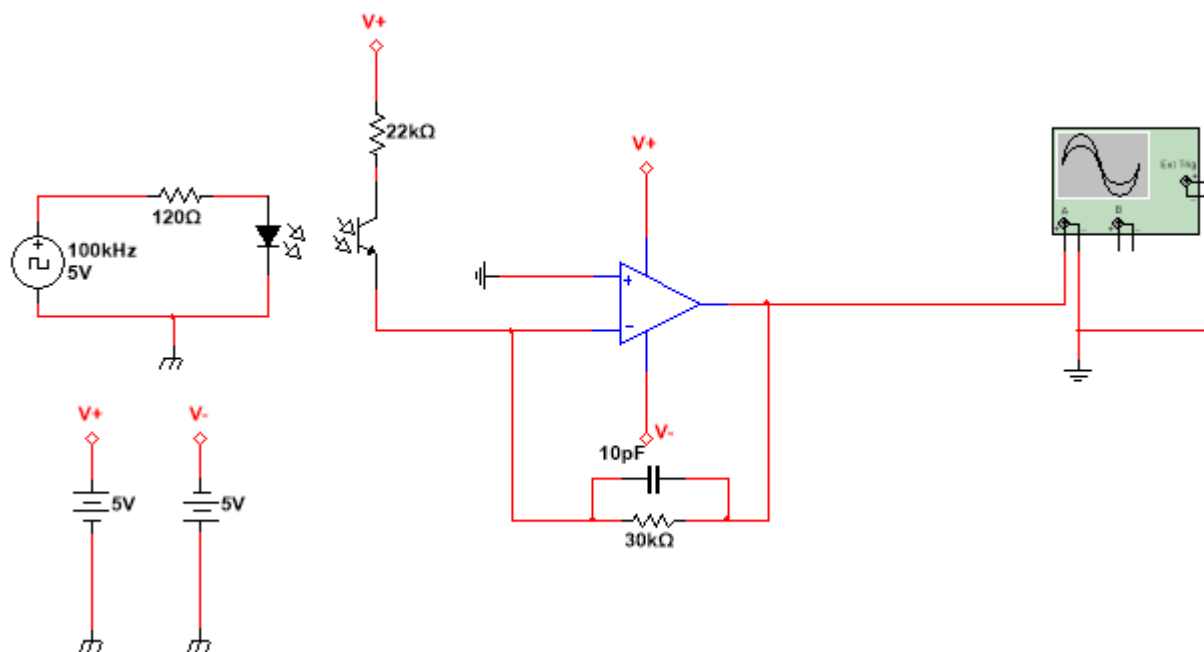 V+
22kΩ
V+
120Ω
100kHz
5V
Ext Trig
A
B
+
−
V+
V-
V-
10pF
5V
5V
30kΩ